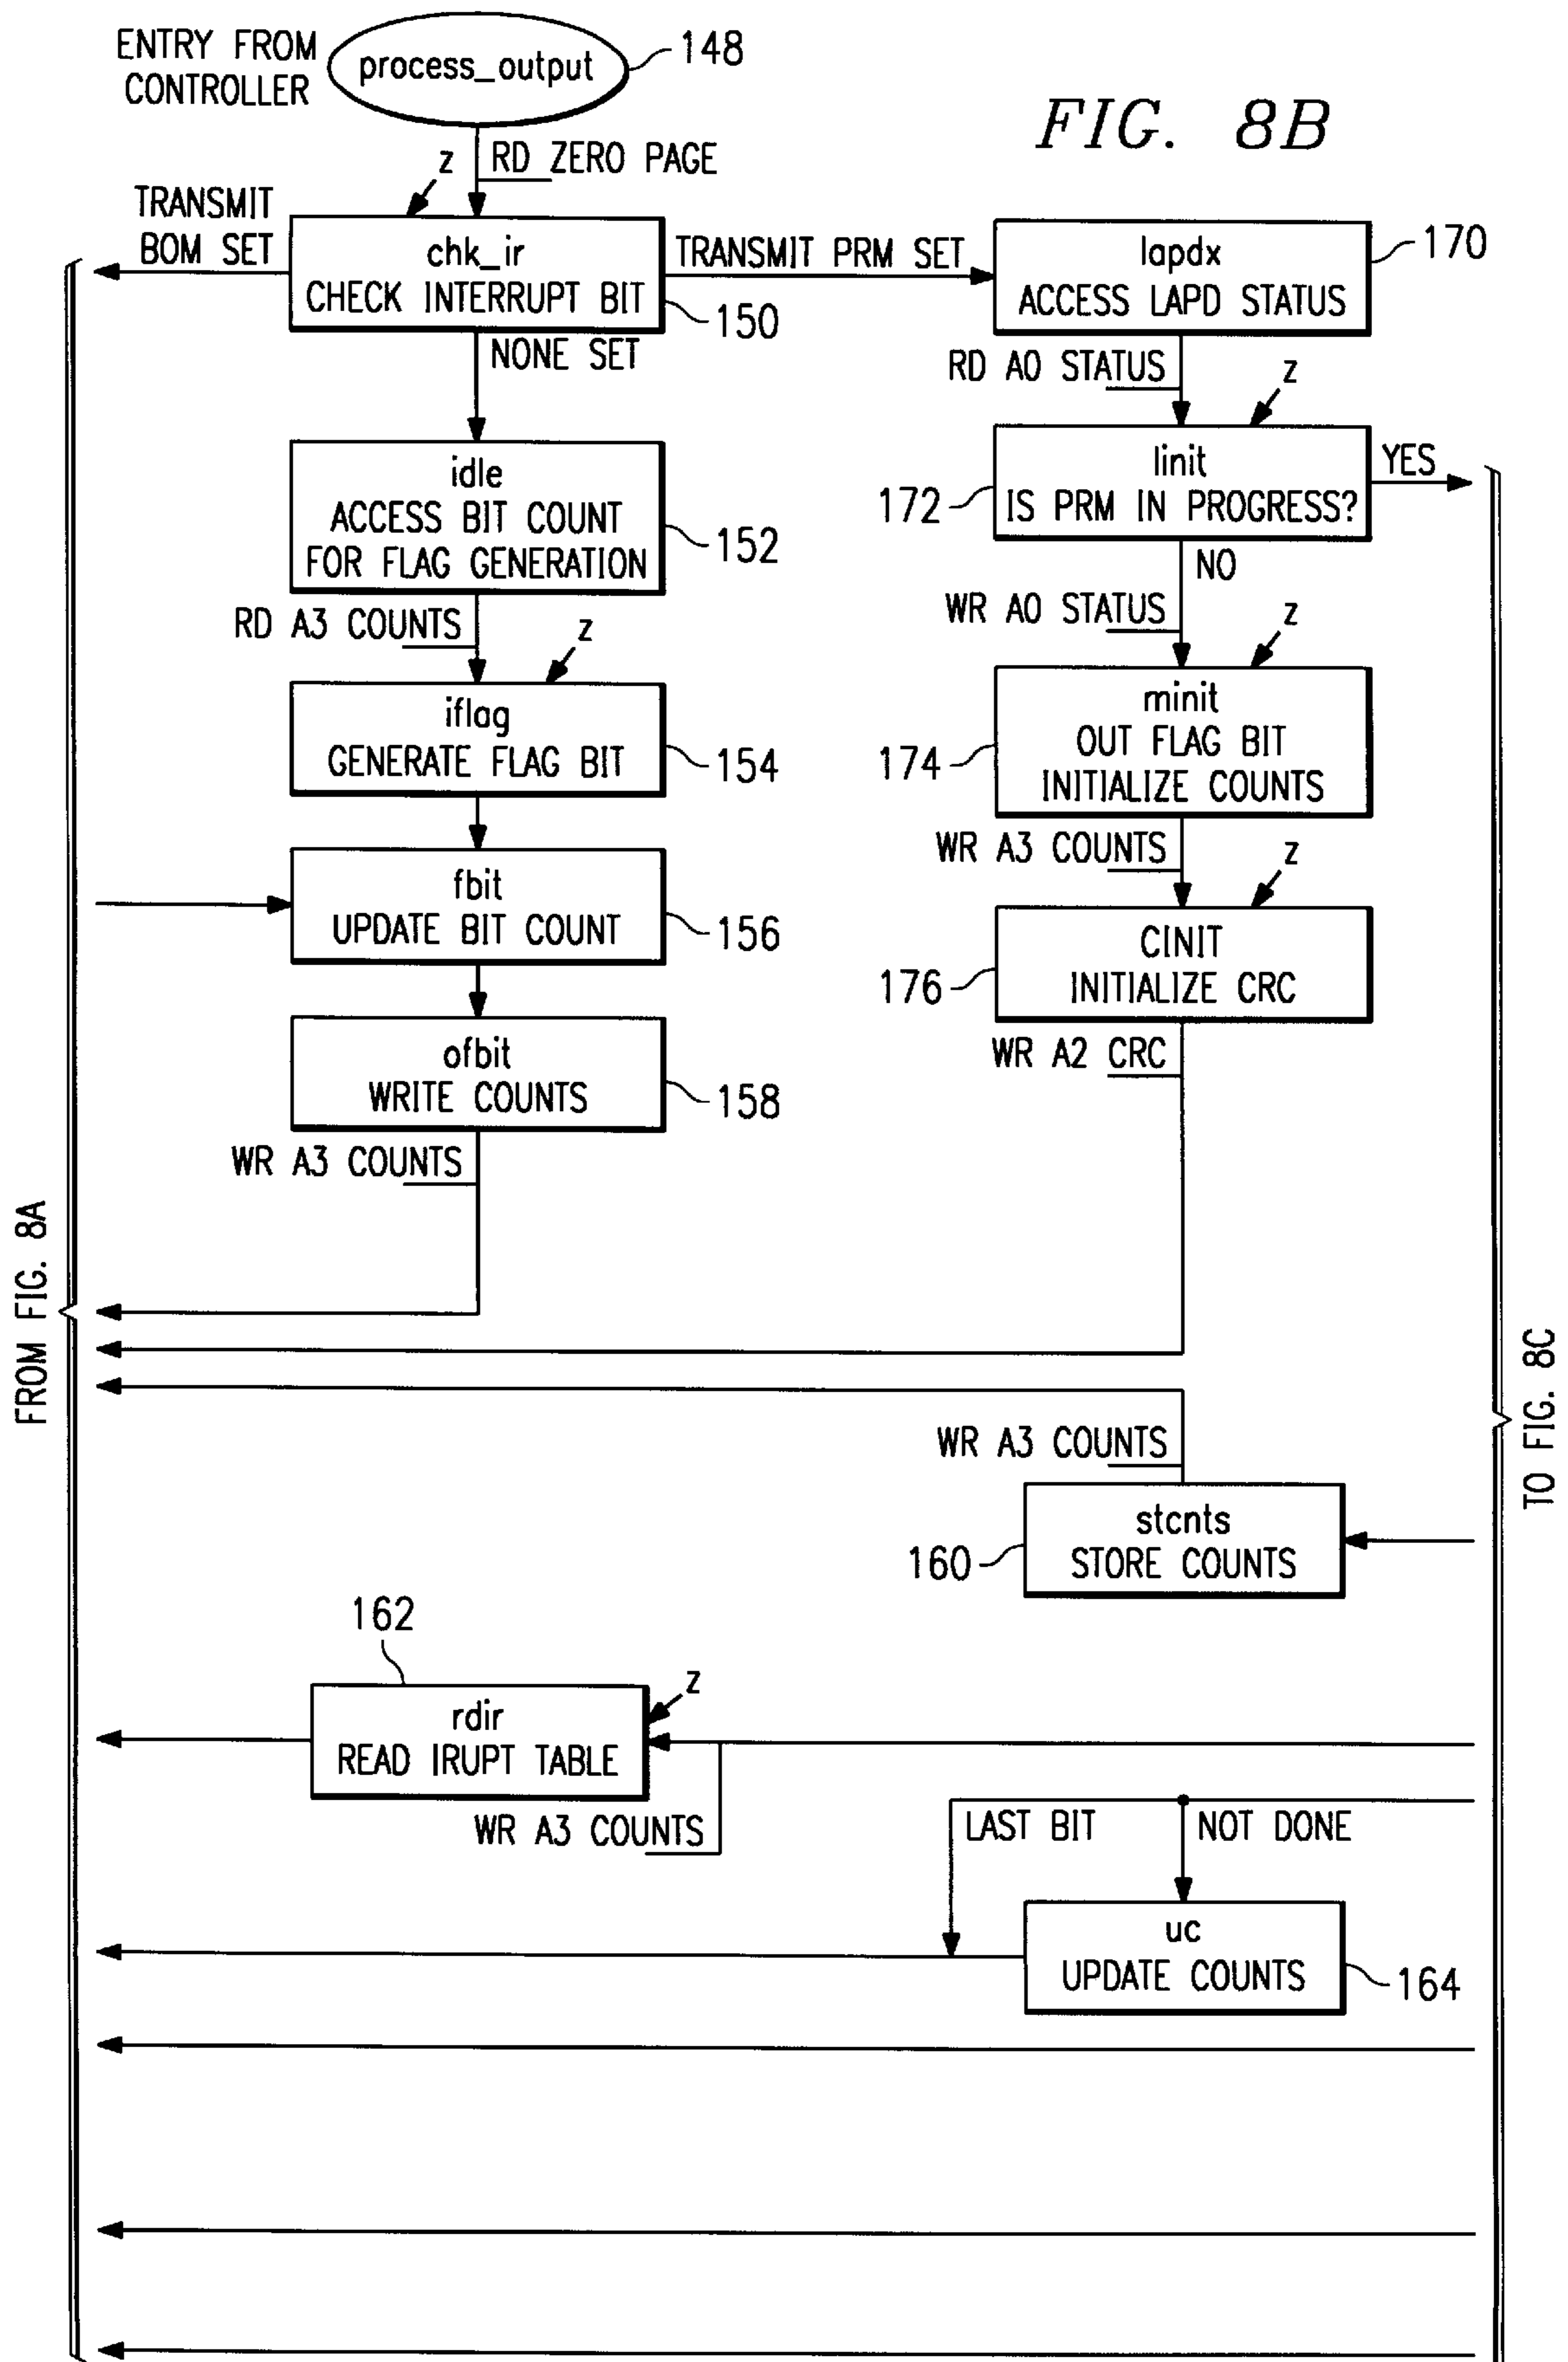 ENTRY FROM
CONTROLLER
process_output
148
FIG. 8B
z
RD ZERO PAGE
TRANSMIT
BOM SET
chk_ir
CHECK INTERRUPT BIT
150
TRANSMIT PRM SET
lapdx
ACCESS LAPD STATUS
170
NONE SET
RD A0 STATUS
z
idle
ACCESS BIT COUNT
FOR FLAG GENERATION
152
linit
IS PRM IN PROGRESS?
172
YES
NO
RD A3 COUNTS
z
WR A0 STATUS
z
iflag
GENERATE FLAG BIT
154
minit
OUT FLAG BIT
INITIALIZE COUNTS
174
WR A3 COUNTS
z
fbit
UPDATE BIT COUNT
156
CINIT
INITIALIZE CRC
176
ofbit
WRITE COUNTS
158
WR A2 CRC
WR A3 COUNTS
FROM FIG. 8A
TO FIG. 8C
WR A3 COUNTS
stcnts
STORE COUNTS
160
162
z
rdir
READ IRUPT TABLE
WR A3 COUNTS
LAST BIT
NOT DONE
uc
UPDATE COUNTS
164